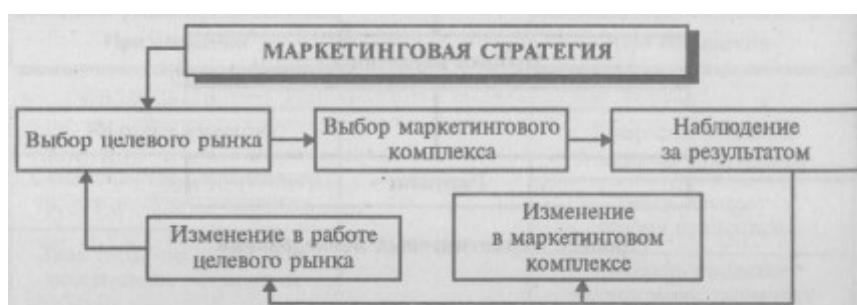 МАРКЕТИНГОВАЯ СТРАТЕГИЯ
Выбор целевого рынка
Выбор маркетингового
комплекса
Наблюдение
за результатом
Изменение в работе
целевого рынка
Изменение
в маркетинговом
комплексе